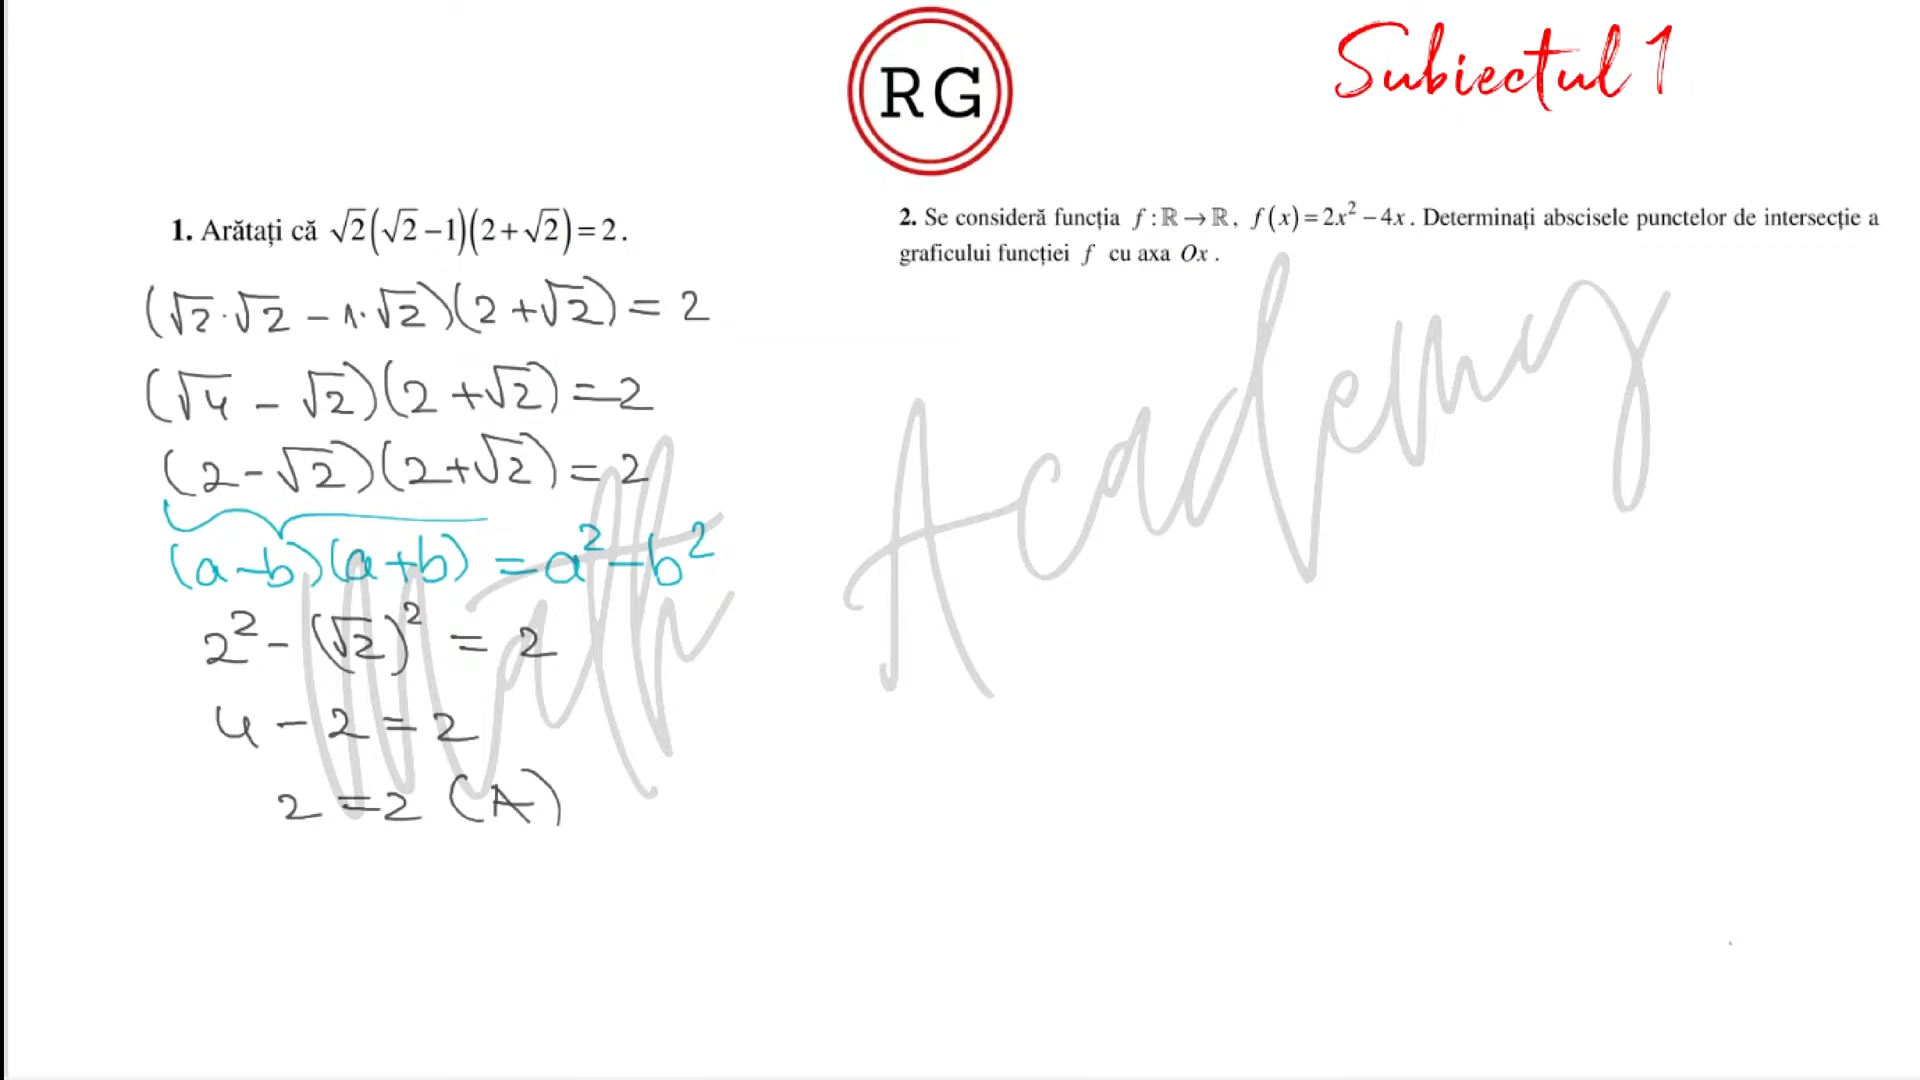 RG
Subiectul 1
1. Arătați că √2(√2−1)(2+√2)=2.
(√2·√2 − 1·√2)(2+√2) = 2
(√4 − √2)(2+√2) = 2
(2−√2)(2+√2) = 2
(a−b)(a+b) = a² − b²
2² − (√2)² = 2
4 − 2 = 2
2 = 2 (A)
2. Se consideră funcția f:ℝ→ℝ, f(x)=2x²−4x. Determinați abscisele punctelor de intersecție a
graficului funcției f cu axa Ox.
Math Academy